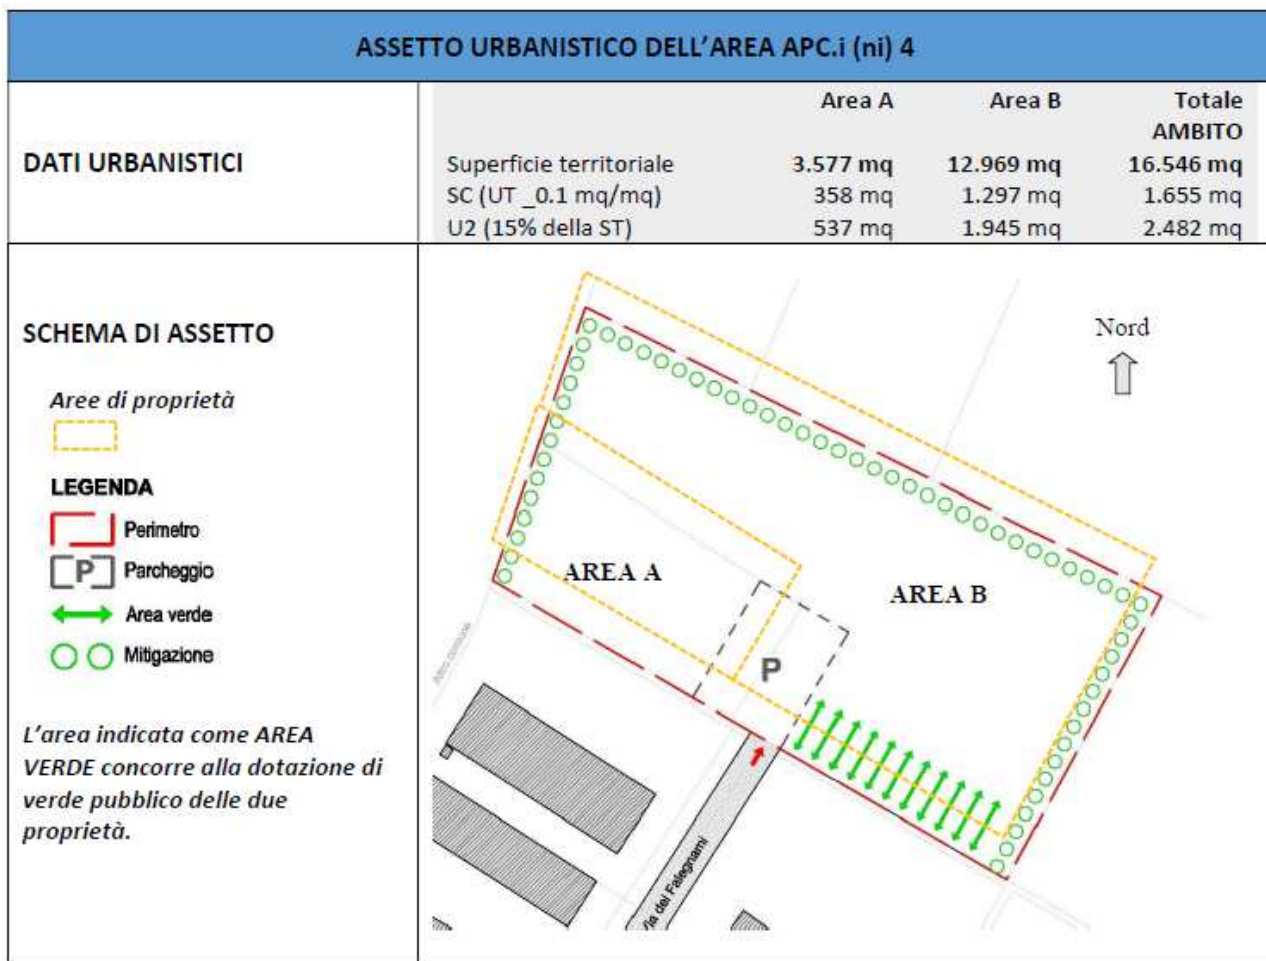 ASSETTO URBANISTICO DELL'AREA APC.i (ni) 4
DATI URBANISTICI
Area A Area B Totale
AMBITO
Superficie territoriale 3.577 mq 12.969 mq 16.546 mq
SC (UT _0.1 mq/mq) 358 mq 1.297 mq 1.655 mq
U2 (15% della ST) 537 mq 1.945 mq 2.482 mq
SCHEMA DI ASSETTO
Aree di proprietà
LEGENDA
Perimetro
P Parcheggio
Area verde
Mitigazione
L'area indicata come AREA
VERDE concorre alla dotazione di
verde pubblico delle due
proprietà.
Nord
AREA A
AREA B
P
Altro comune
Via dei Falegnami